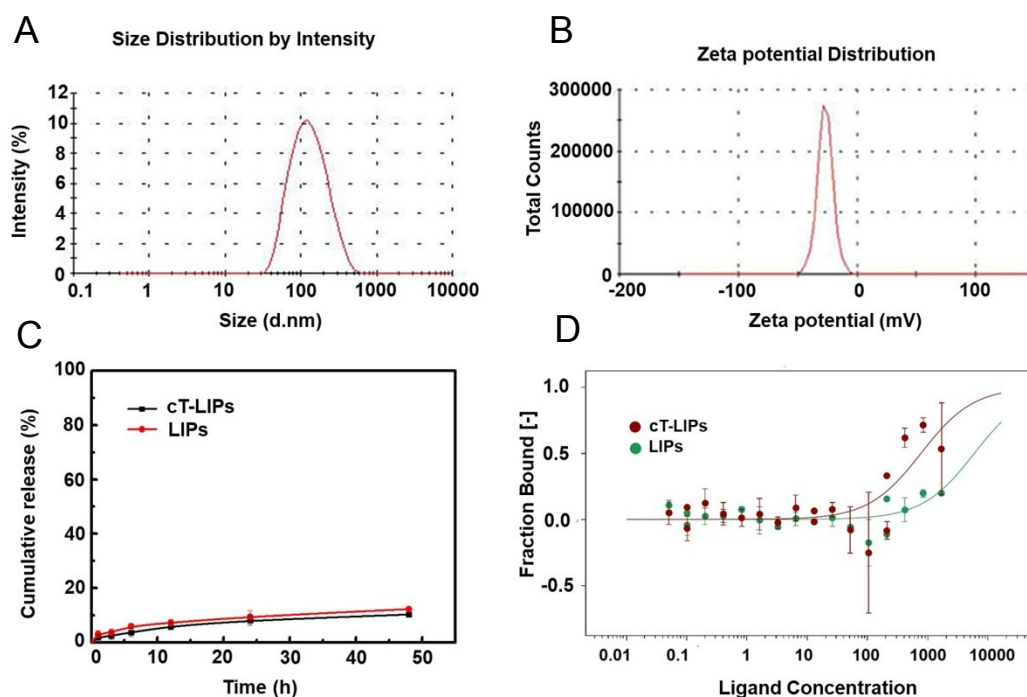 A
Size Distribution by Intensity
12
10
8
6
4
2
0
0.1
1
10
100
1000
10000
Intensity (%)
Size (d.nm)
B
Zeta potential Distribution
300000
200000
100000
0
-200
-100
0
100
Total Counts
Zeta potential (mV)
C
100
80
60
40
20
0
0
10
20
30
40
50
cT-LIPs
LIPs
Cumulative release (%)
Time (h)
D
1.0
0.5
0.0
-0.5
0.01
0.1
1
10
100
1000
10000
cT-LIPs
LIPs
Fraction Bound [-]
Ligand Concentration